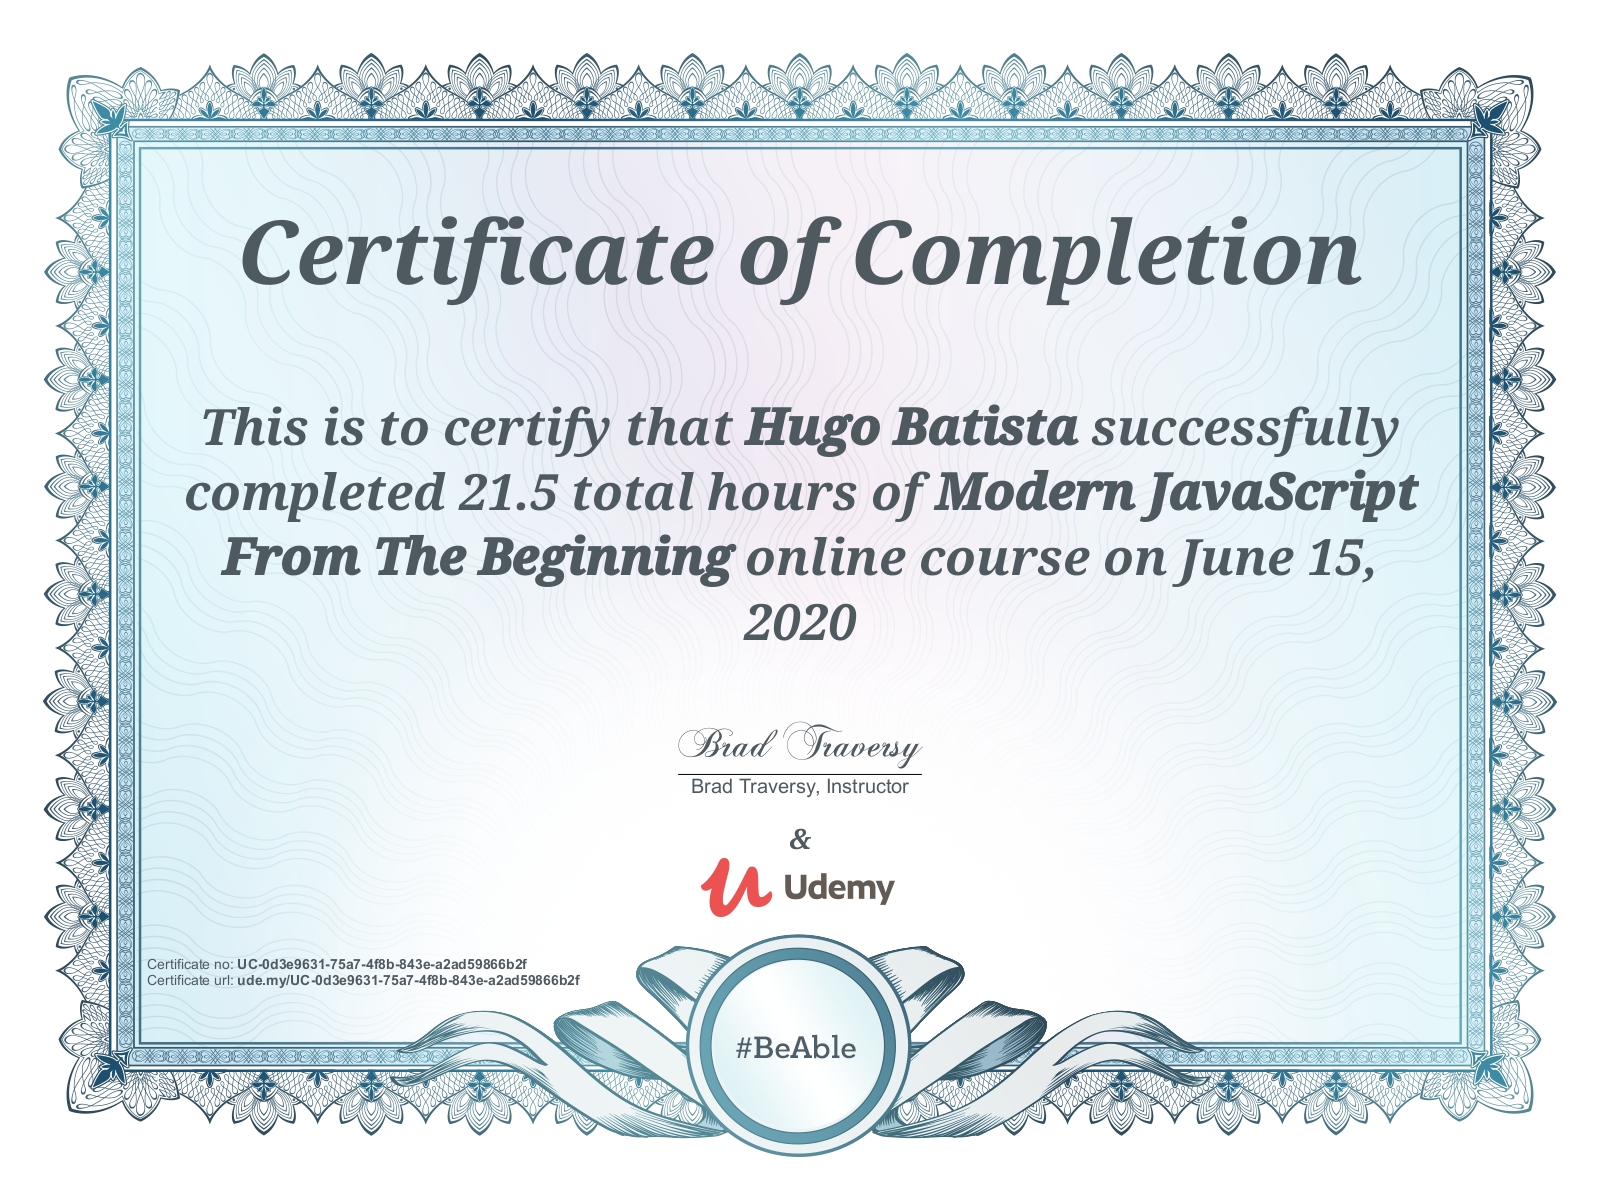 Certificate of Completion
This is to certify that Hugo Batista successfully
completed 21.5 total hours of Modern JavaScript
From The Beginning online course on June 15,
2020
Brad Traversy
Brad Traversy, Instructor
&
Udemy
Certificate no: UC-0d3e9631-75a7-4f8b-843e-a2ad59866b2f
Certificate url: ude.my/UC-0d3e9631-75a7-4f8b-843e-a2ad59866b2f
#BeAble